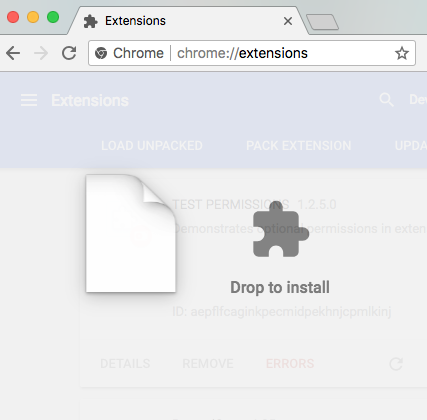 Extensions
Chrome | chrome://extensions
Extensions
Dev
LOAD UNPACKED PACK EXTENSION UPDA
TEST PERMISSIONS 1.2.5.0
Demonstrates optional permissions in exten
Drop to install
ID:
DETAILS REMOVE ERRORS